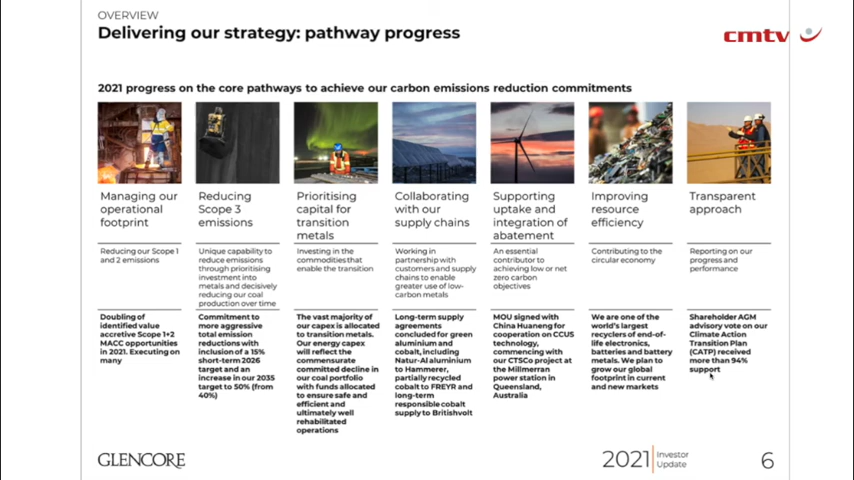 OVERVIEW
Delivering our strategy: pathway progress
cmtv
2021 progress on the core pathways to achieve our carbon emissions reduction commitments
Managing our
operational
footprint
Reducing our Scope 1
and 2 emissions
Doubling of
identified value
accretive Scope 1+2
MACC opportunities
in 2021. Executing on
many
Reducing
Scope 3
emissions
Unique capability to
reduce emissions
through prioritising
investment into
metals and decisively
reducing our coal
production over time
Commitment to
more aggressive
total emission
reductions with
inclusion of a 15%
short-term 2026
target and an
increase in our 2035
target to 50% (from
40%)
Prioritising
capital for
transition
metals
Investing in the
commodities that
enable the transition
The vast majority of
our capex is allocated
to transition metals.
Our energy capex
will reflect the
commensurate
committed decline in
our coal portfolio
with funds allocated
to ensure safe and
efficient and
ultimately well
rehabilitated
operations
Collaborating
with our
supply chains
Working in
partnership with
customers and supply
chains to enable
greater use of low-
carbon metals
Long-term supply
agreements
concluded for green
aluminium and
cobalt, including
Natur-Al aluminium
to Hammerer,
partially recycled
cobalt to FREYR and
long-term
responsible cobalt
supply to Britishvolt
Supporting
uptake and
integration of
abatement
An essential
contributor to
achieving low or net
zero carbon
objectives
MOU signed with
China Huaneng for
cooperation on CCUS
technology,
commencing with
our CTSCo project at
the Millmerran
power station in
Queensland,
Australia
Improving
resource
efficiency
Contributing to the
circular economy
We are one of the
world's largest
recyclers of end-of-
life electronics,
batteries and battery
metals. We plan to
grow our global
footprint in current
and new markets
Transparent
approach
Reporting on our
progress and
performance
Shareholder AGM
advisory vote on our
Climate Action
Transition Plan
(CATP) received
more than 94%
support
GLENCORE
2021 Investor
Update
6